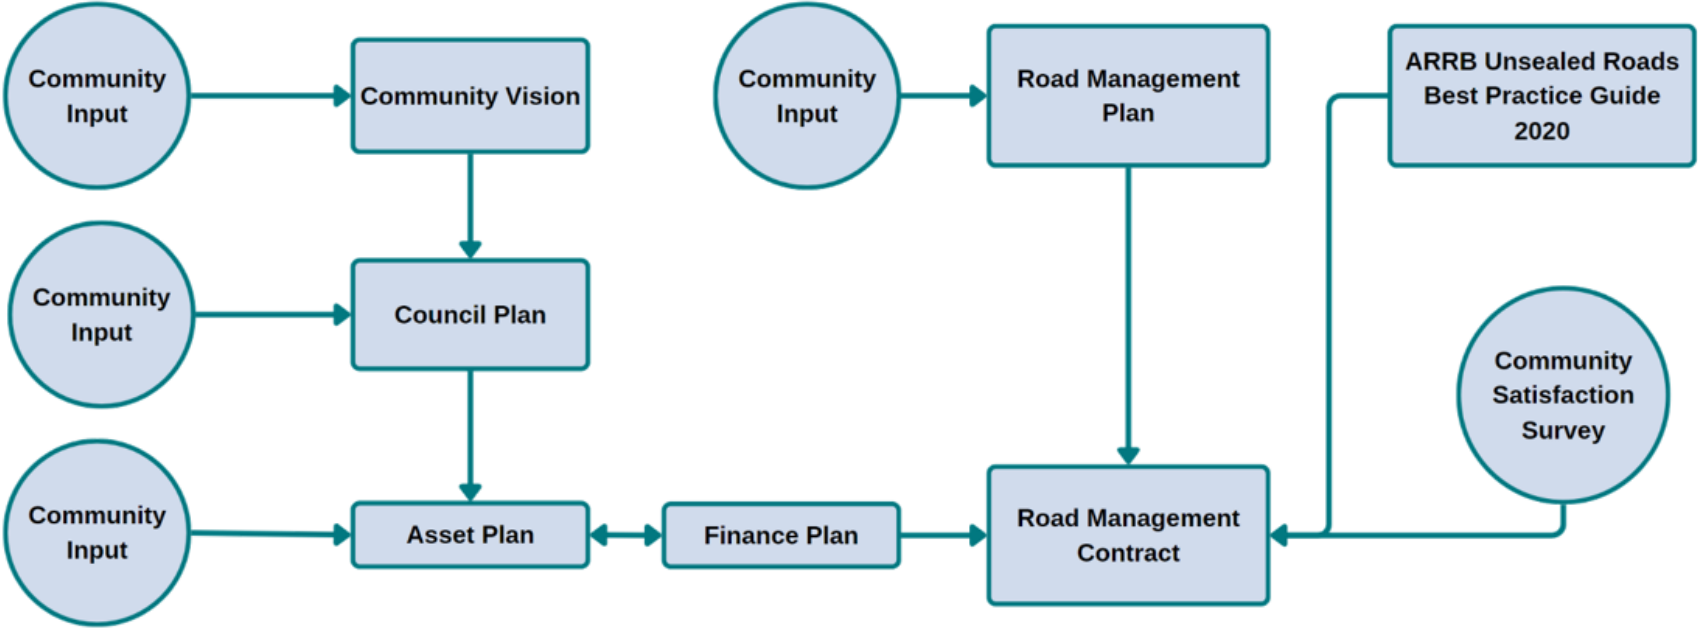 Community
Input
Community Vision
Community
Input
Road Management
Plan
ARRB Unsealed Roads
Best Practice Guide
2020
Community
Input
Council Plan
Community
Satisfaction
Survey
Community
Input
Asset Plan
Finance Plan
Road Management
Contract